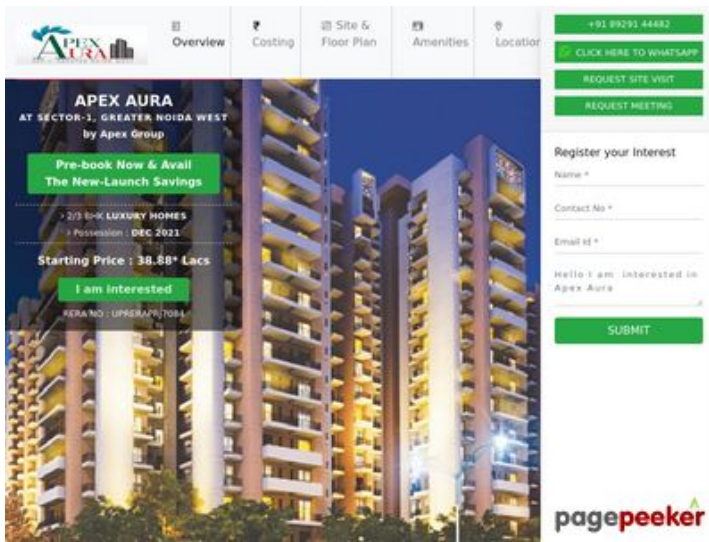 APEX
AURA
Overview
Costing
Site &
Floor Plan
Amenities
Location
+91 89291 44482
CLICK HERE TO WHATSAPP
REQUEST SITE VISIT
REQUEST MEETING
APEX AURA
AT SECTOR-1, GREATER NOIDA WEST
by Apex Group
Pre-book Now & Avail
The New-Launch Savings
› 2/3 BHK LUXURY HOMES
› Possession : DEC 2021
Starting Price : 38.88* Lacs
I am interested
RERA NO : UPRERAPRJ7084
Register your Interest
Name *
Contact No *
Email Id *
Hello I am interested in
Apex Aura
SUBMIT
pagepeeker